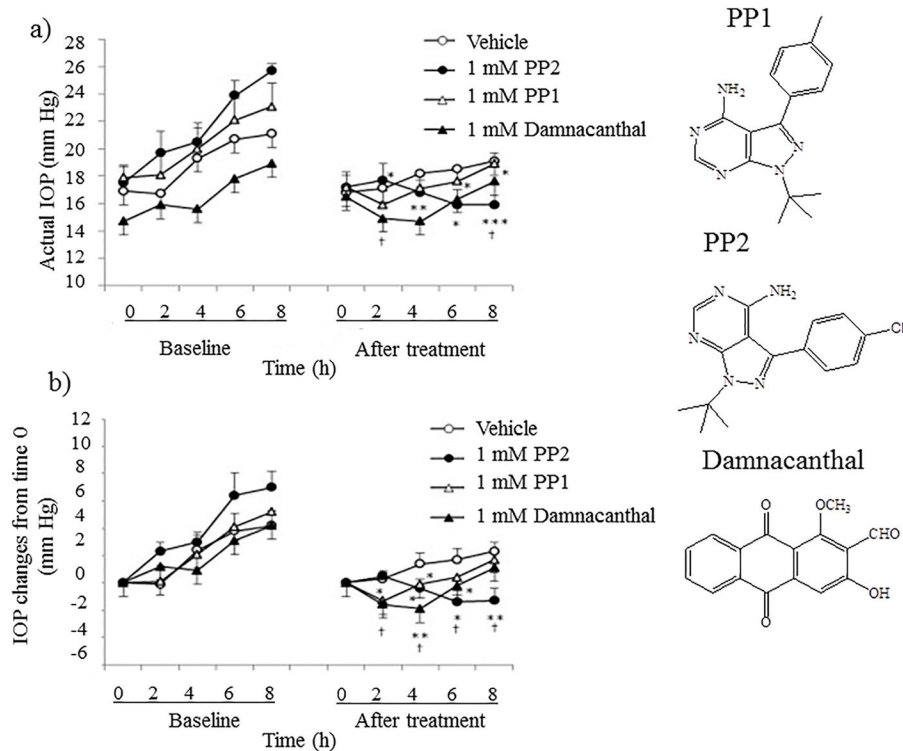 a)
28
26
24
22
20
18
16
14
12
10
Actual IOP (mm Hg)
Vehicle
1 mM PP2
1 mM PP1
1 mM Damnacanthal
*
**
*
*
***
*
†
†
0 2 4 6 8
Baseline
0 2 4 6 8
After treatment
Time (h)
b)
12
8
6
4
2
0
-2
-4
-6
IOP changes from time O
(mm Hg)
Vehicle
1 mM PP2
1 mM PP1
1 mM Damnacanthal
*
*
*
*
†
**
†
*
†
**
†
0 2 4 6 8
Baseline
0 2 4 6 8
After treatment
Time (h)
PP1
NH2
N
N
N
N
PP2
N
NH2
N
N
N
Cl
Damnacanthal
O
OCH3
CHO
OH
O